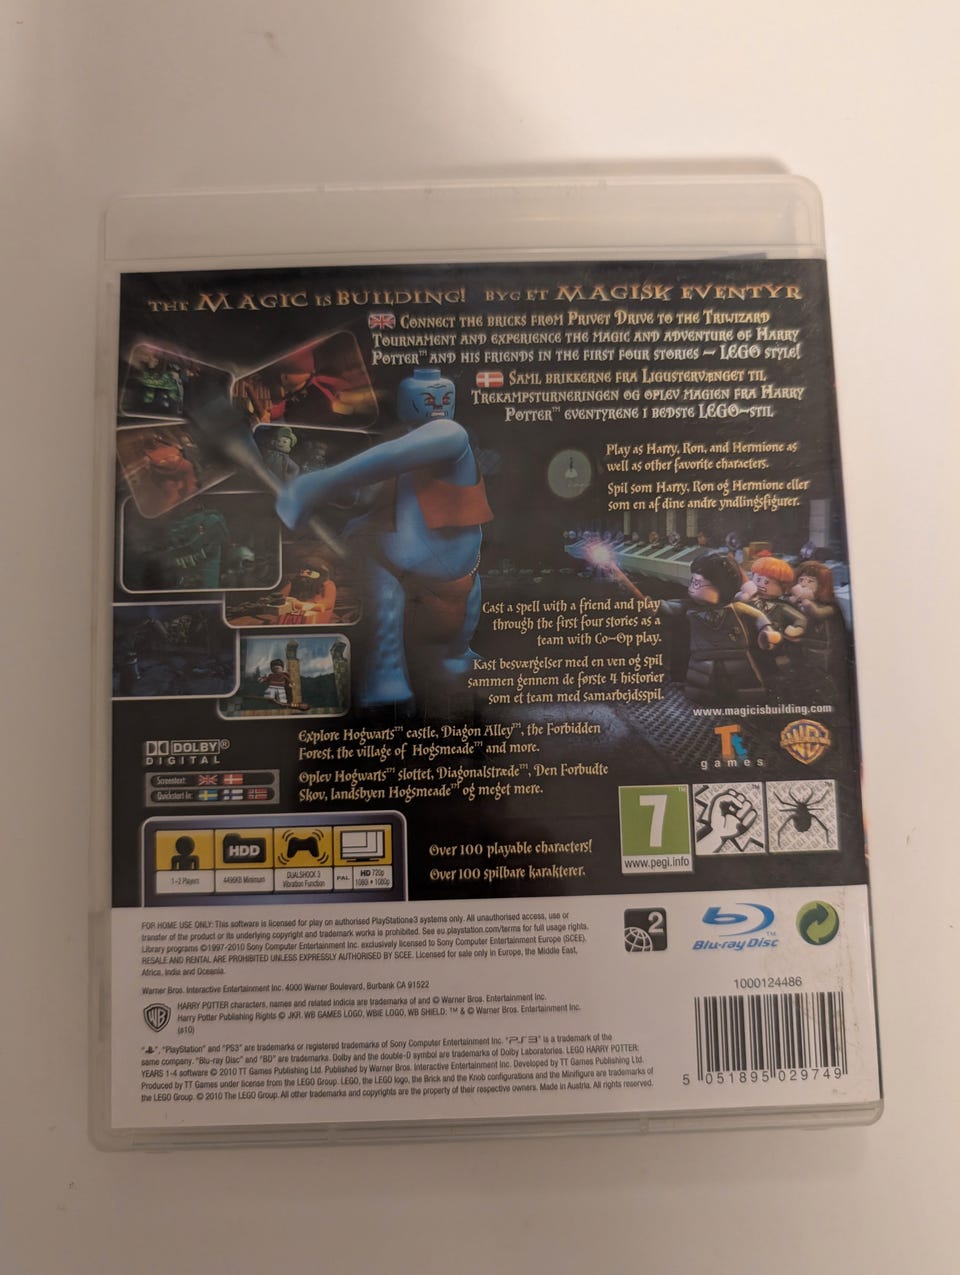 THE MAGIC IS BUILDING! BYG ET MAGISK EVENTYR
CONNECT THE BRICKS FROM PRIVET DRIVE TO THE TRIWIZARD
TOURNAMENT AND EXPERIENCE THE MAGIC AND ADVENTURE OF HARRY
POTTER™ AND HIS FRIENDS IN THE FIRST FOUR STORIES – LEGO STYLE!
SAML BRIKKERNE FRA LIGUSTERVÆNGET TIL
TREKAMPSTURNERINGEN OG OPLEV MAGIEN FRA HARRY
POTTER™ EVENTYRENE I BEDSTE LEGO-STIL
Play as Harry, Ron, and Hermione as
well as other favorite characters.
Spil som Harry, Ron og Hermione eller
som en af dine andre yndlingsfigurer.
Cast a spell with a friend and play
through the first four stories as a
team with Co-Op play.
Kast besværgelser med en ven og spil
sammen gennem de første 4 historier
som et team med samarbejdsspil.
www.magicisbuilding.com
Tt games
WB
Explore Hogwarts™ castle, Diagon Alley™, the Forbidden
Forest, the village of Hogsmeade™ and more.
Oplev Hogwarts™ slottet, Diagonalstræde™, Den Forbudte
Skov, landsbyen Hogsmeade™ og meget mere.
DOLBY®
DIGITAL
Screentext:
Quickstart in:
7™
www.pegi.info
Over 100 playable characters!
Over 100 spilbare karakterer.
HDD
1-2 Players
4496KB Minimum
DUALSHOCK 3
Vibration Function
PAL
HD 720p
1080i • 1080p
FOR HOME USE ONLY: This software is licensed for play on authorised PlayStation®3 systems only. All unauthorised access, use or
transfer of the product or its underlying copyright and trademark works is prohibited. See eu.playstation.com/terms for full usage rights.
Library programs ©1997-2010 Sony Computer Entertainment Inc. exclusively licensed to Sony Computer Entertainment Europe (SCEE).
RESALE AND RENTAL ARE PROHIBITED UNLESS EXPRESSLY AUTHORISED BY SCEE. Licensed for sale only in Europe, the Middle East,
Africa, India and Oceania.
2
Blu-ray Disc™
Warner Bros. Interactive Entertainment Inc. 4000 Warner Boulevard, Burbank CA 91522
WB
HARRY POTTER characters, names and related indicia are trademarks of and © Warner Bros. Entertainment Inc.
Harry Potter Publishing Rights © JKR. WB GAMES LOGO, WBIE LOGO, WB SHIELD: ™ & © Warner Bros. Entertainment Inc.
(s10)
1000124486
"PlayStation" and "PS3" are trademarks or registered trademarks of Sony Computer Entertainment Inc. "PS3" is a trademark of the
same company. "Blu-ray Disc" and "BD" are trademarks. Dolby and the double-D symbol are trademarks of Dolby Laboratories. LEGO HARRY POTTER:
YEARS 1-4 software © 2010 TT Games Publishing Ltd. Published by Warner Bros. Interactive Entertainment Inc. Developed by TT Games Publishing Ltd.
Produced by TT Games under license from the LEGO Group. LEGO, the LEGO logo, the Brick and the Knob configurations and the Minifigure are trademarks of
the LEGO Group. © 2010 The LEGO Group. All other trademarks and copyrights are the property of their respective owners. Made in Austria. All rights reserved.
5 051895 029749